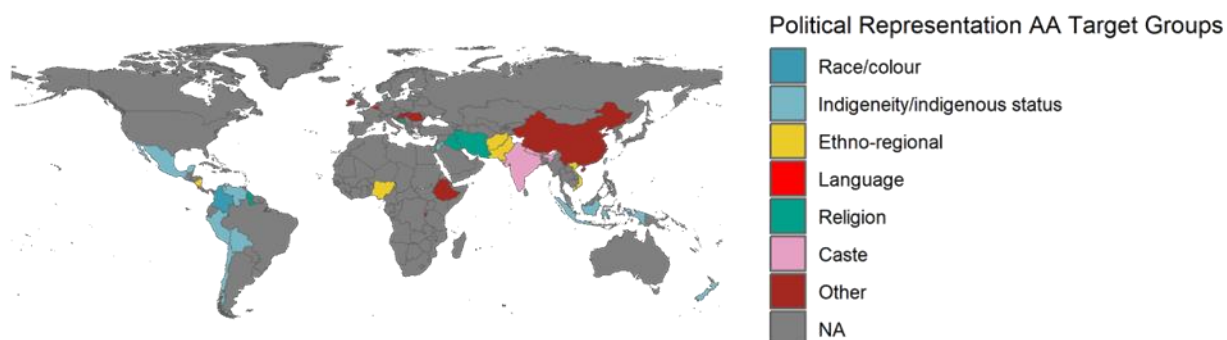 Political Representation AA Target Groups
Race/colour
Indigeneity/indigenous status
Ethno-regional
Language
Religion
Caste
Other
NA